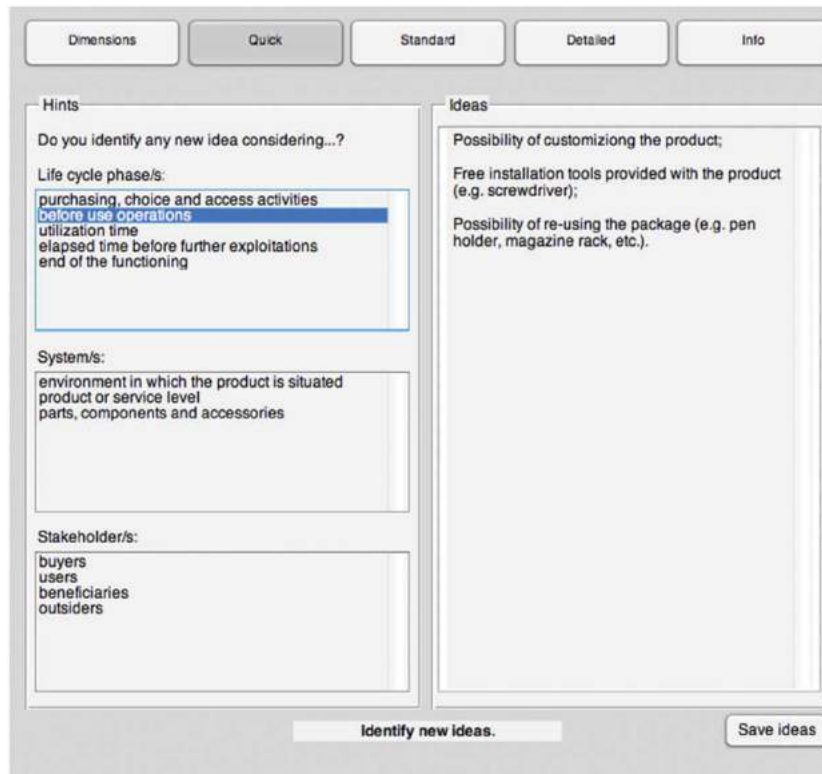 Dimensions
Quick
Standard
Detailed
Info
Hints
Do you identify any new idea considering...?
Life cycle phase/s:
purchasing, choice and access activities
before use operations
utilization time
elapsed time before further exploitations
end of the functioning
System/s:
environment in which the product is situated
product or service level
parts, components and accessories
Stakeholder/s:
buyers
users
beneficiaries
outsiders
Ideas
Possibility of customiziong the product;
Free installation tools provided with the product
(e.g. screwdriver);
Possibility of re-using the package (e.g. pen
holder, magazine rack, etc.).
Identify new ideas.
Save ideas